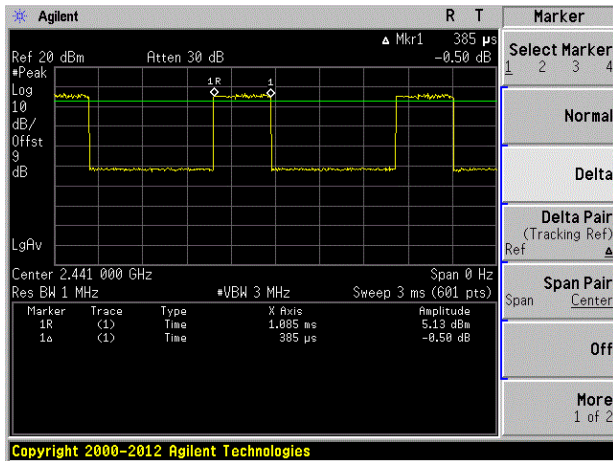 Agilent R T Marker
Δ Mkr1 385 µs
Ref 20 dBm Atten 30 dB -0.50 dB
#Peak
Log
10
dB/
Offst
9
dB
LgAv
1R 1
Center 2.441 000 GHz Span 0 Hz
Res BW 1 MHz #VBW 3 MHz Sweep 3 ms (601 pts)
Marker Trace Type X Axis Amplitude
1R (1) Time 1.085 ms 5.13 dBm
1Δ (1) Time 385 µs -0.50 dB
Select Marker
1 2 3 4
Normal
Delta
Delta Pair
(Tracking Ref)
Ref Δ
Span Pair
Span Center
Off
More
1 of 2
Copyright 2000-2012 Agilent Technologies